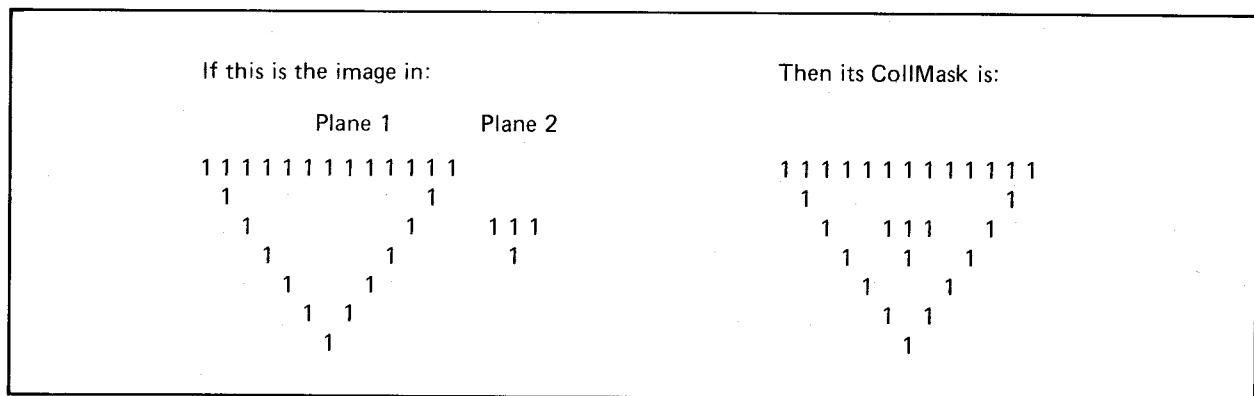 If this is the image in: Then its CollMask is:
Plane 1 Plane 2
1 1 1 1 1 1 1 1 1 1 1 1 1 1 1 1 1 1 1 1 1 1 1 1 1 1
1 1 1 1
1 1 1 1 1 1 1 1 1 1
1 1 1 1 1 1
1 1 1 1
1 1 1 1
1 1